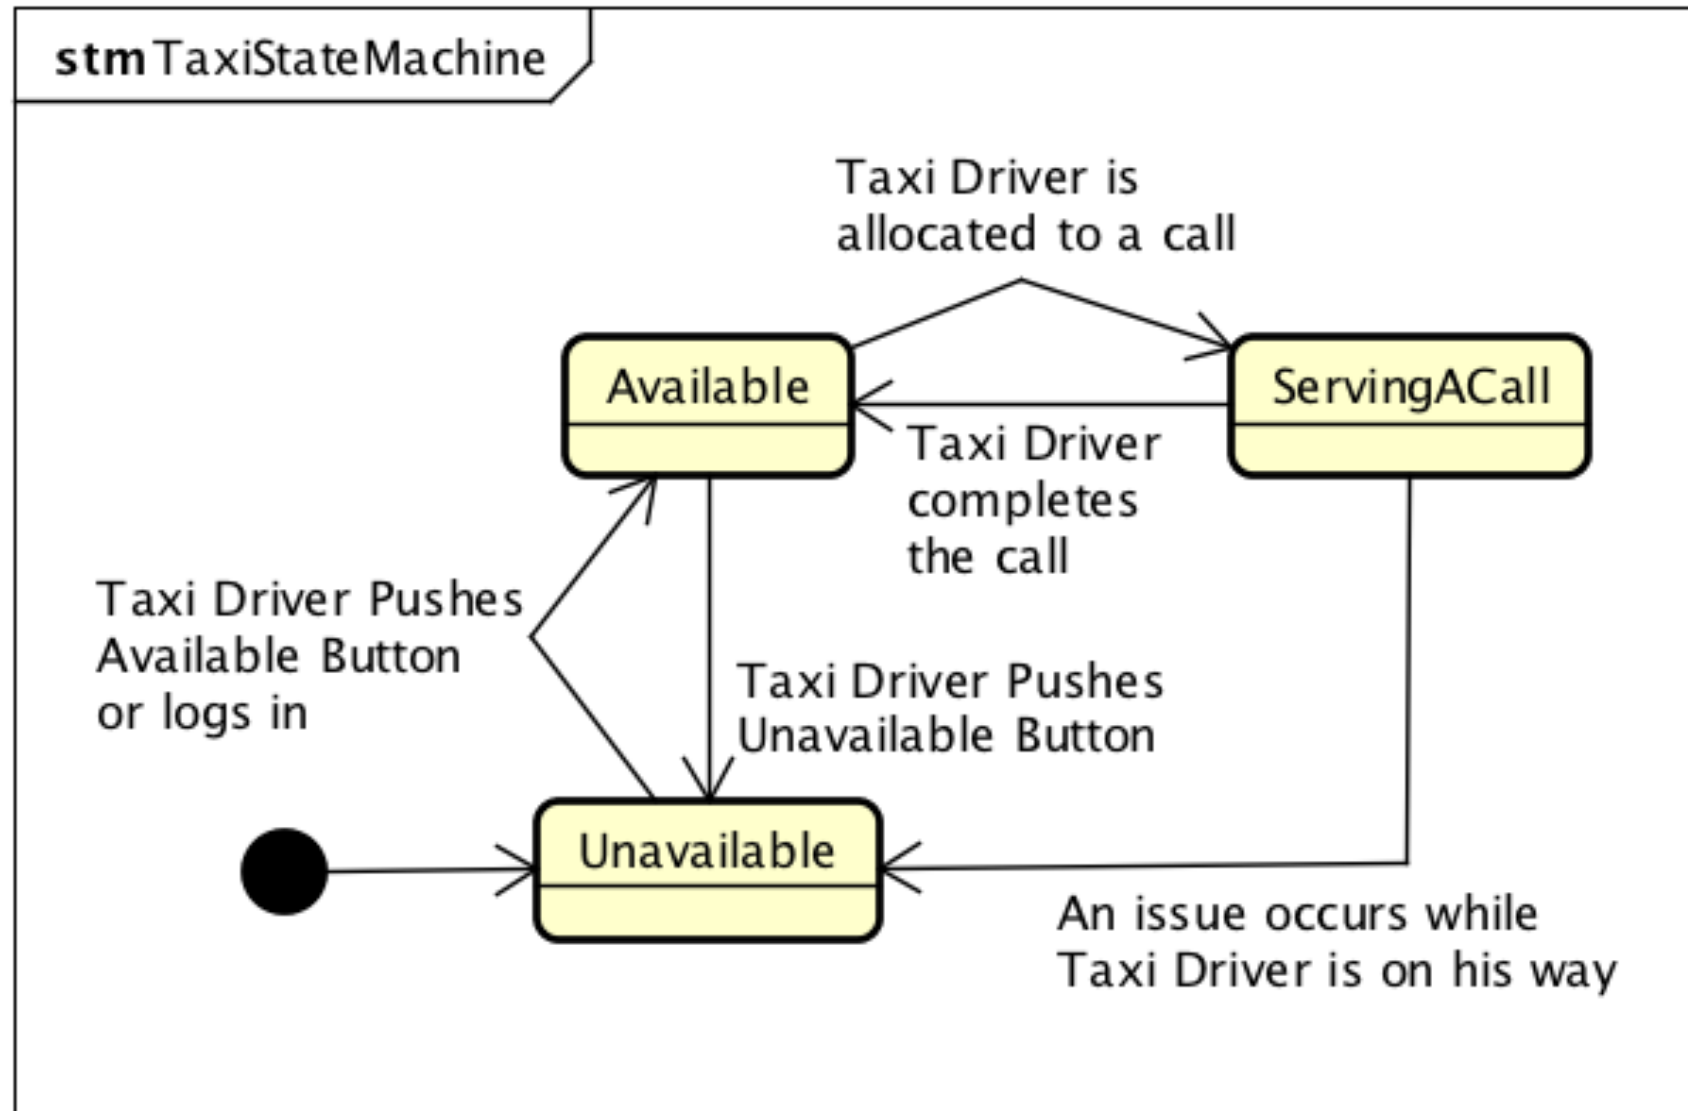 stm TaxiStateMachine
Taxi Driver is
allocated to a call
Available
ServingACall
Taxi Driver
completes
the call
Taxi Driver Pushes
Available Button
or logs in
Taxi Driver Pushes
Unavailable Button
Unavailable
An issue occurs while
Taxi Driver is on his way